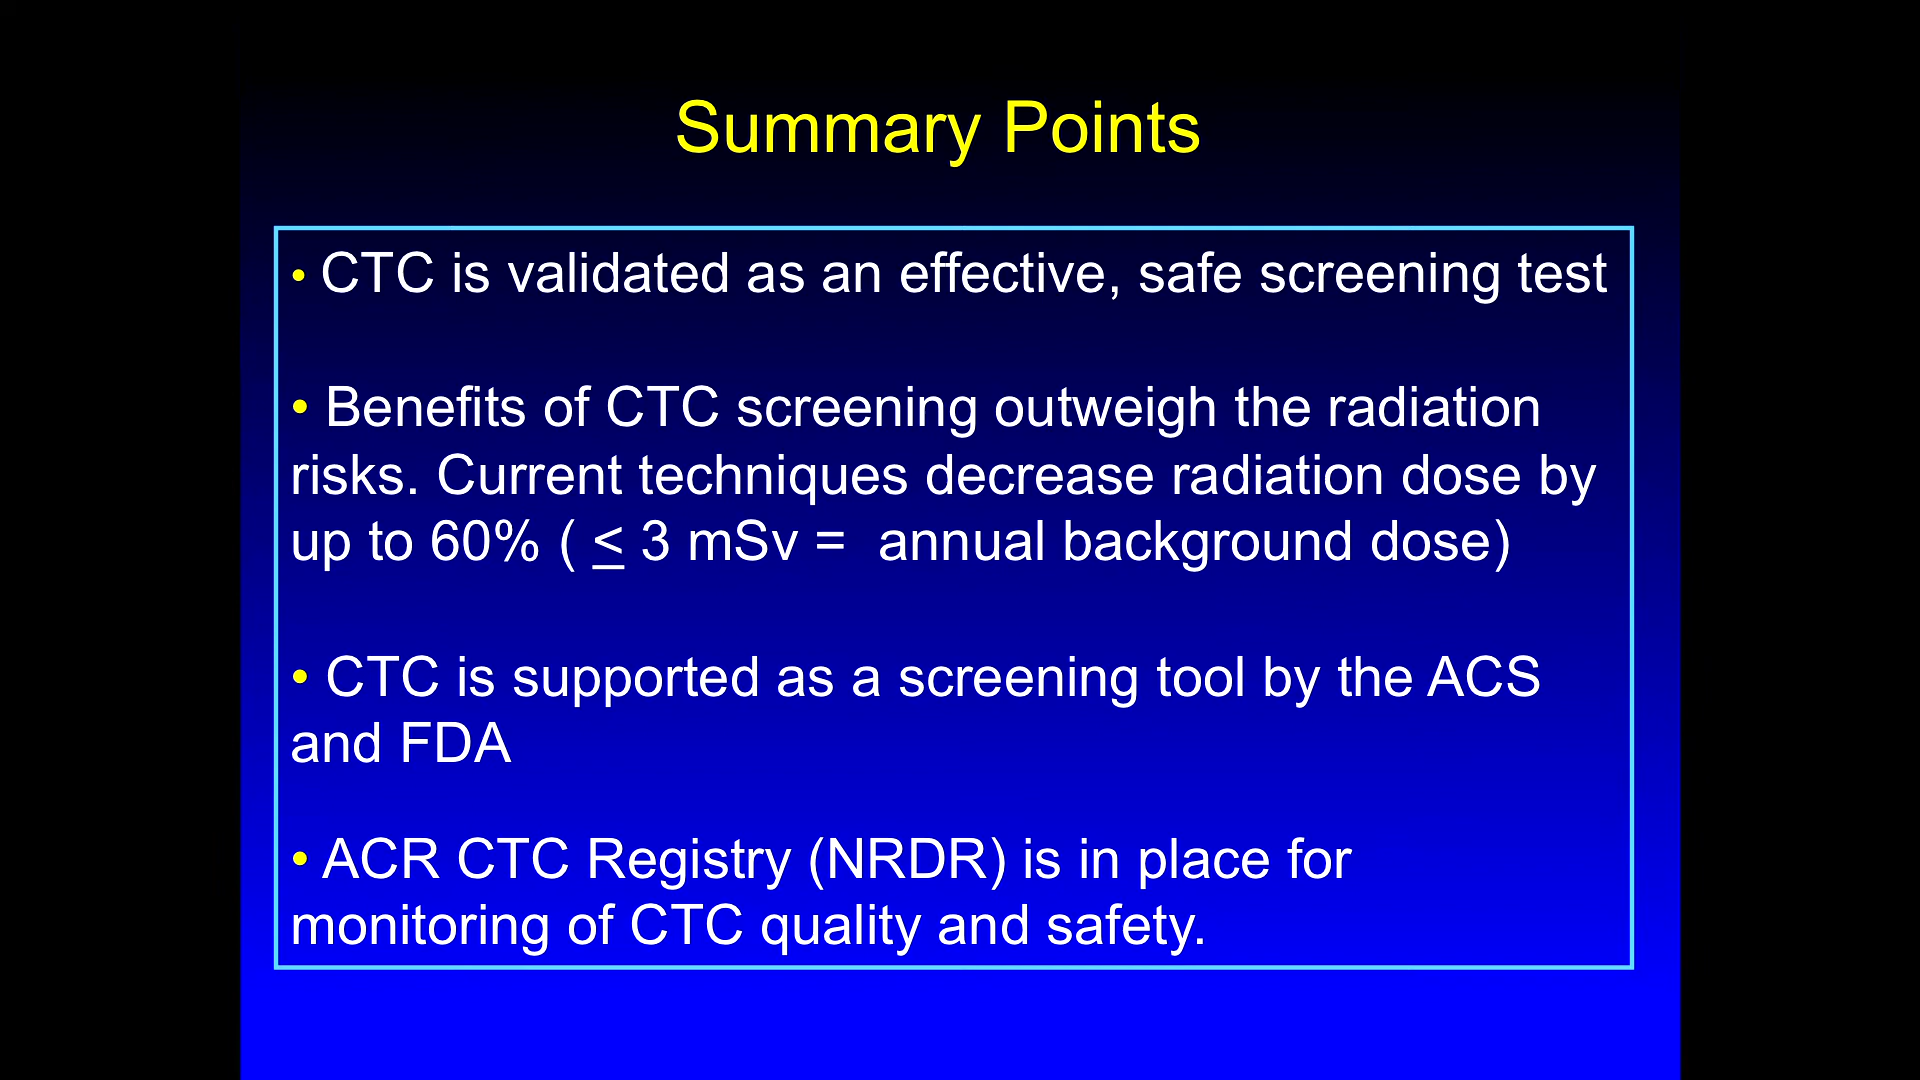 Summary Points
• CTC is validated as an effective, safe screening test
• Benefits of CTC screening outweigh the radiation
risks. Current techniques decrease radiation dose by
up to 60% ( ≤ 3 mSv =  annual background dose)
• CTC is supported as a screening tool by the ACS
and FDA
• ACR CTC Registry (NRDR) is in place for
monitoring of CTC quality and safety.